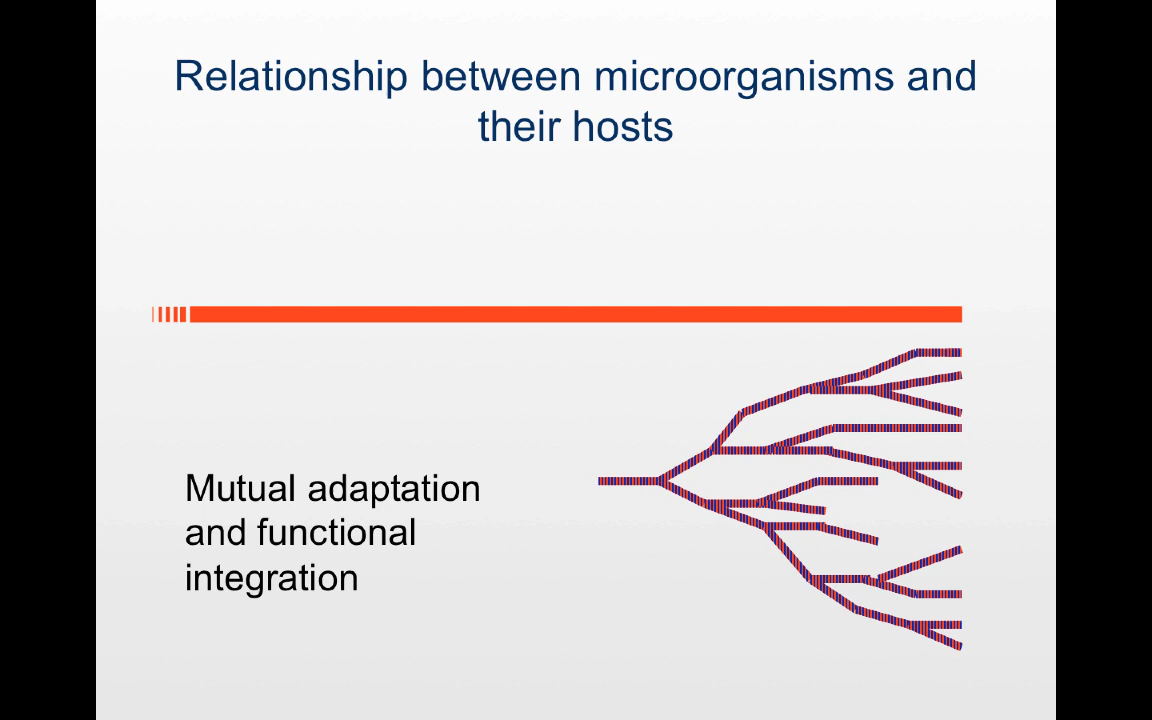 Relationship between microorganisms and
their hosts
Mutual adaptation
and functional
integration